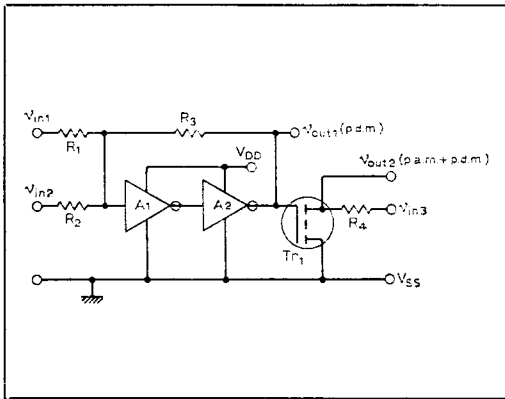 Vin1
R1
R3
Vout1 (p.d.m)
VDD
Vout2 (p.a.m.+p.d.m)
Vin2
R2
A1
A2
R4
Vin3
Tr1
VSS